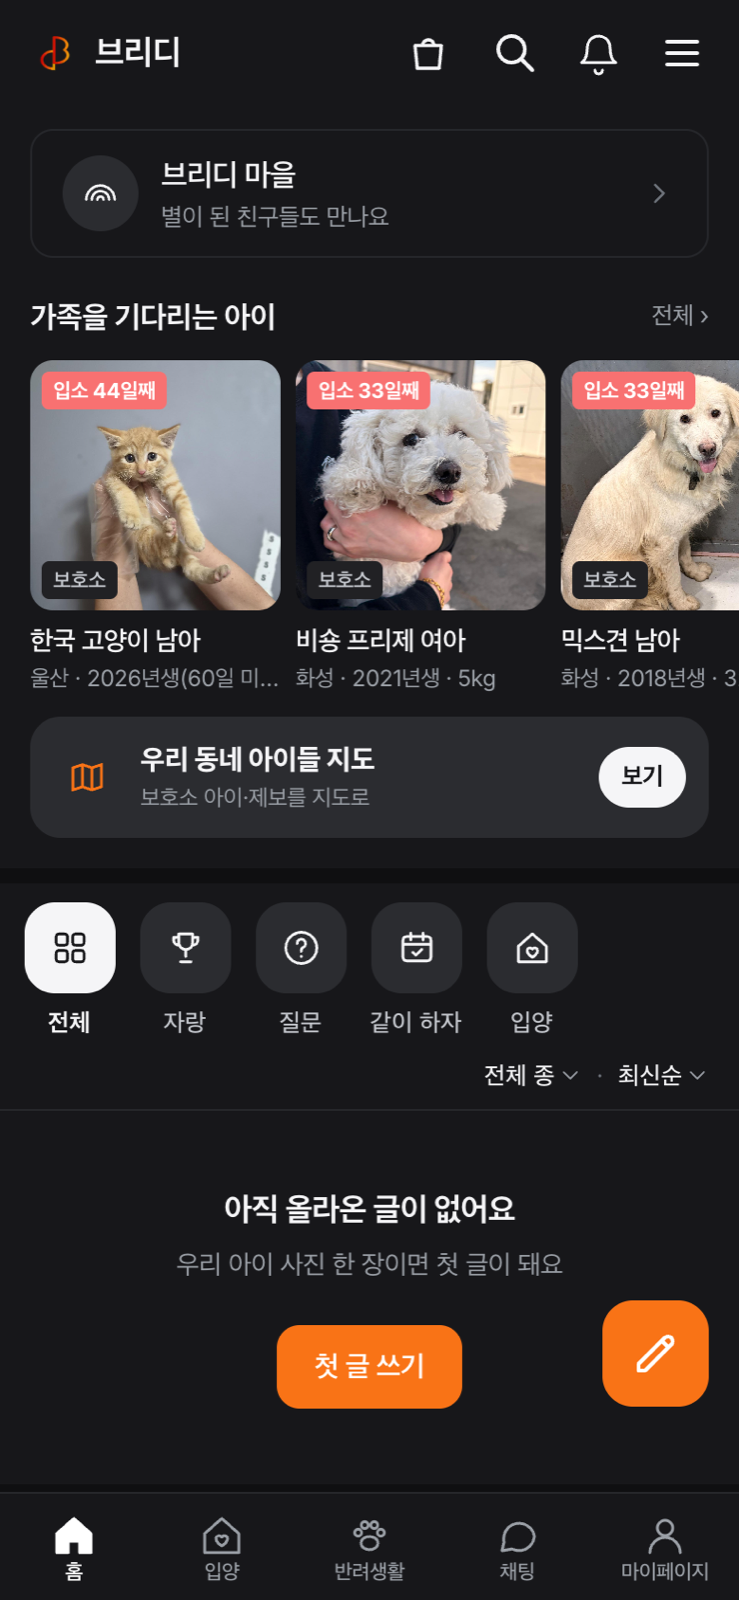 브리디
브리디 마을
별이 된 친구들도 만나요
가족을 기다리는 아이
전체 ›
입소 44일째
입소 33일째
입소 33일째
보호소
보호소
보호소
한국 고양이 남아
비숑 프리제 여아
믹스견 남아
울산 · 2026년생(60일 미...
화성 · 2021년생 · 5kg
화성 · 2018년생 · 3
우리 동네 아이들 지도
보호소 아이·제보를 지도로
보기
전체
자랑
질문
같이 하자
입양
전체 종 · 최신순
아직 올라온 글이 없어요
우리 아이 사진 한 장이면 첫 글이 돼요
첫 글 쓰기
홈
입양
반려생활
채팅
마이페이지